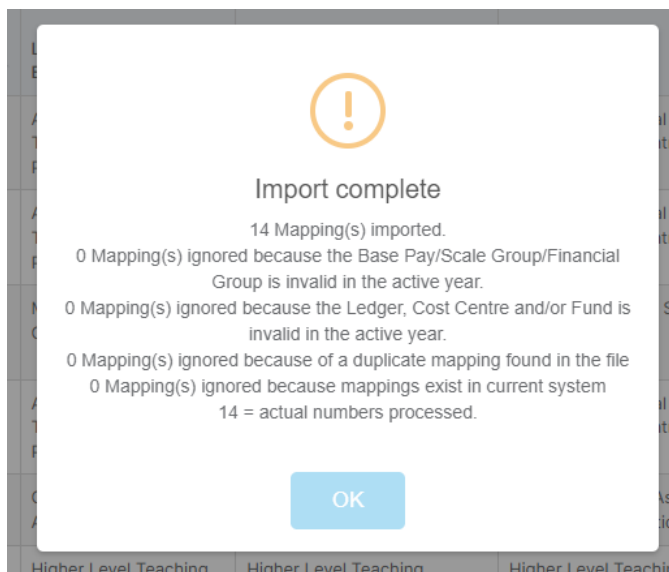 Import complete
14 Mapping(s) imported.
0 Mapping(s) ignored because the Base Pay/Scale Group/Financial
Group is invalid in the active year.
0 Mapping(s) ignored because the Ledger, Cost Centre and/or Fund is
invalid in the active year.
0 Mapping(s) ignored because of a duplicate mapping found in the file
0 Mapping(s) ignored because mappings exist in current system
14 = actual numbers processed.
OK
Higher Level Teaching Higher Level Teaching Higher Level